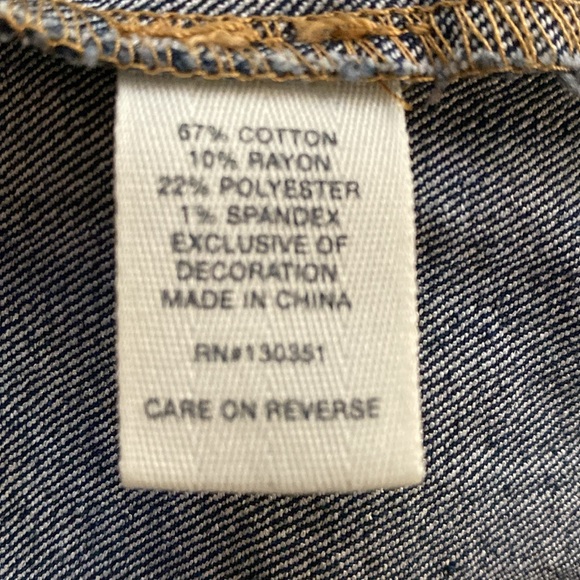 67% COTTON
10% RAYON
22% POLYESTER
1% SPANDEX
EXCLUSIVE OF
DECORATION
MADE IN CHINA
RN#130351
CARE ON REVERSE